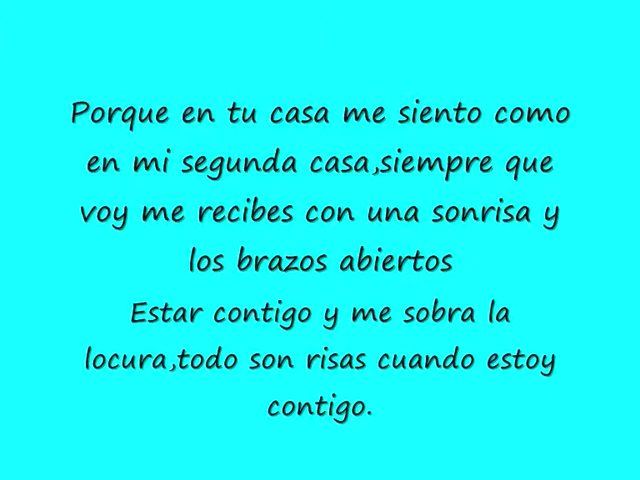 Porque en tu casa me siento como
en mi segunda casa,siempre que
voy me recibes con una sonrisa y
los brazos abiertos
Estar contigo y me sobra la
locura,todo son risas cuando estoy
contigo.